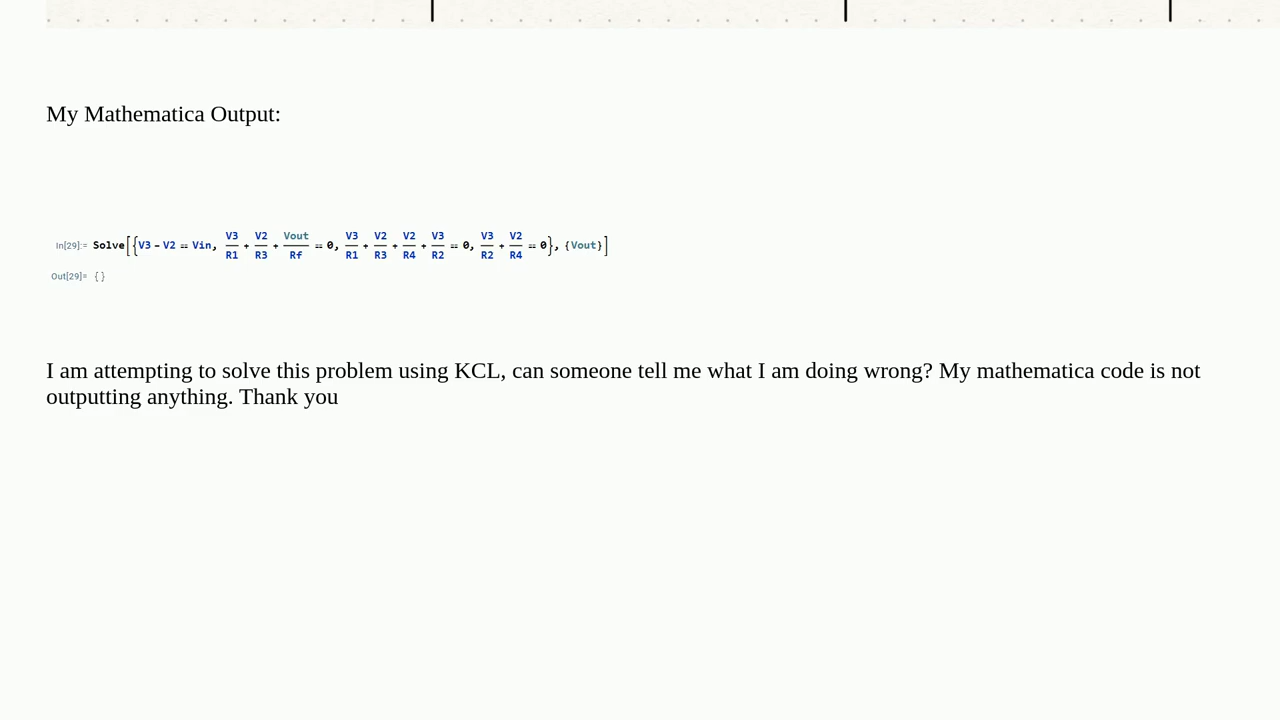 My Mathematica Output:
In[29]:= Solve[{V3 - V2 == Vin, V3/R1 + V2/R3 + Vout/Rf == 0, V3/R1 + V2/R3 + V2/R4 + V3/R2 == 0, V3/R2 + V2/R4 == 0}, {Vout}]
Out[29]= {}
I am attempting to solve this problem using KCL, can someone tell me what I am doing wrong? My mathematica code is not
outputting anything. Thank you